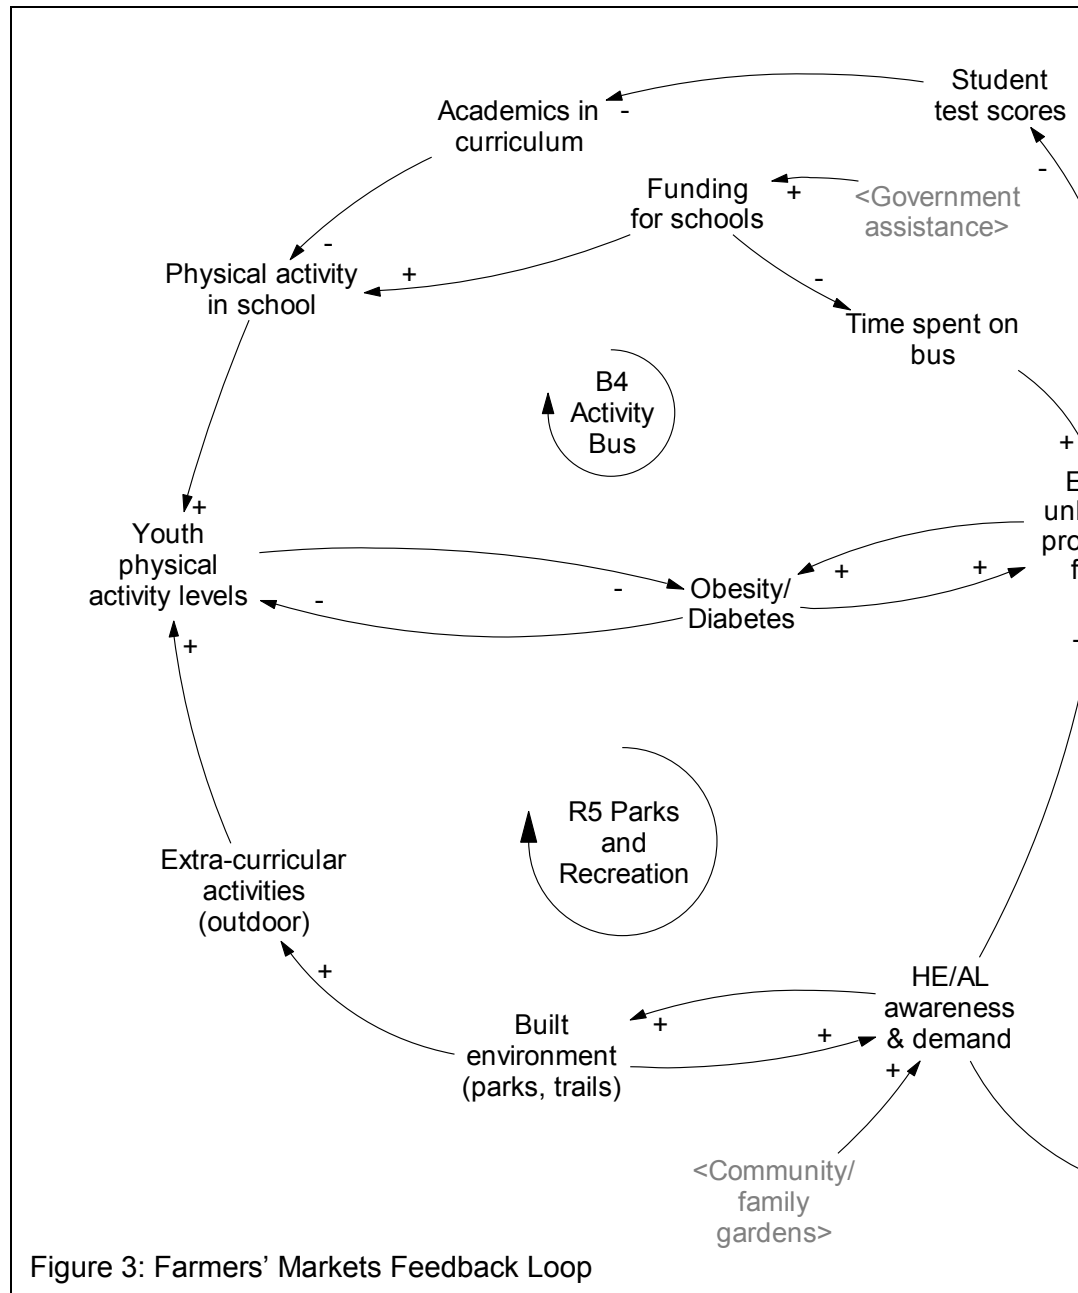 Student
test scores
Academics in
curriculum
-
-
Funding
for schools
+
<Government
assistance>
-
Physical activity
in school
+
-
Time spent on
bus
B4
Activity
Bus
+
+
Youth
physical
activity levels
-
-
Obesity/
Diabetes
+
+
+
R5 Parks
and
Recreation
Extra-curricular
activities
(outdoor)
+
HE/AL
awareness
& demand
Built
environment
(parks, trails)
+
+
+
<Community/
family
gardens>
Figure 3: Farmers' Markets Feedback Loop